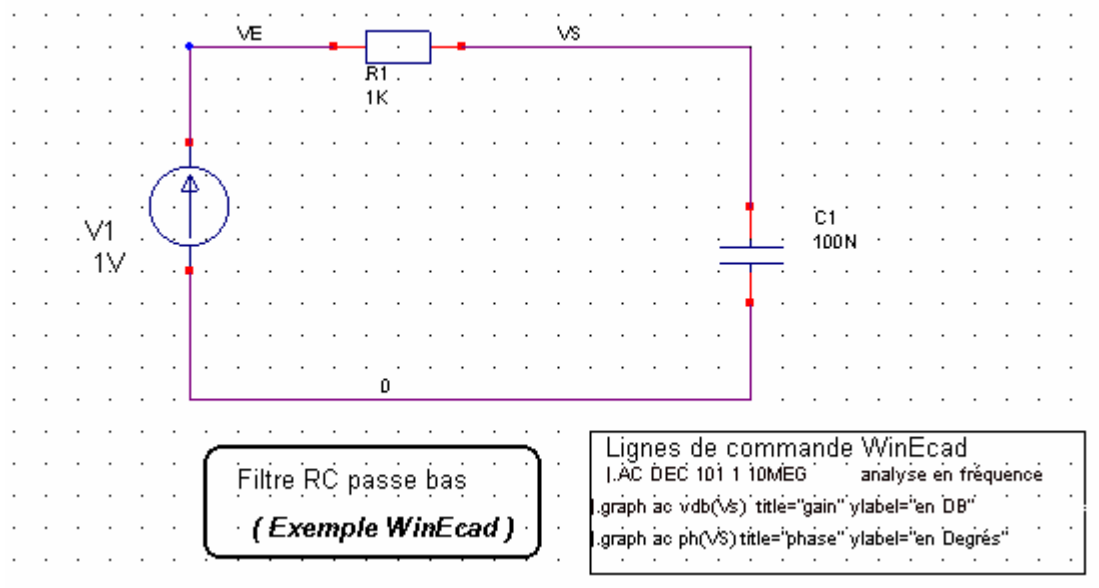 VE
VS
R1
1K
V1
1V
C1
100N
0
Filtre RC passe bas
( Exemple WinEcad )
Lignes de commande WinEcad
.AC DEC 101 1 10MEG analyse en fréquence
.graph ac vdb(Vs) title="gain" ylabel="en DB"
.graph ac ph(VS) title="phase" ylabel="en Degrés"